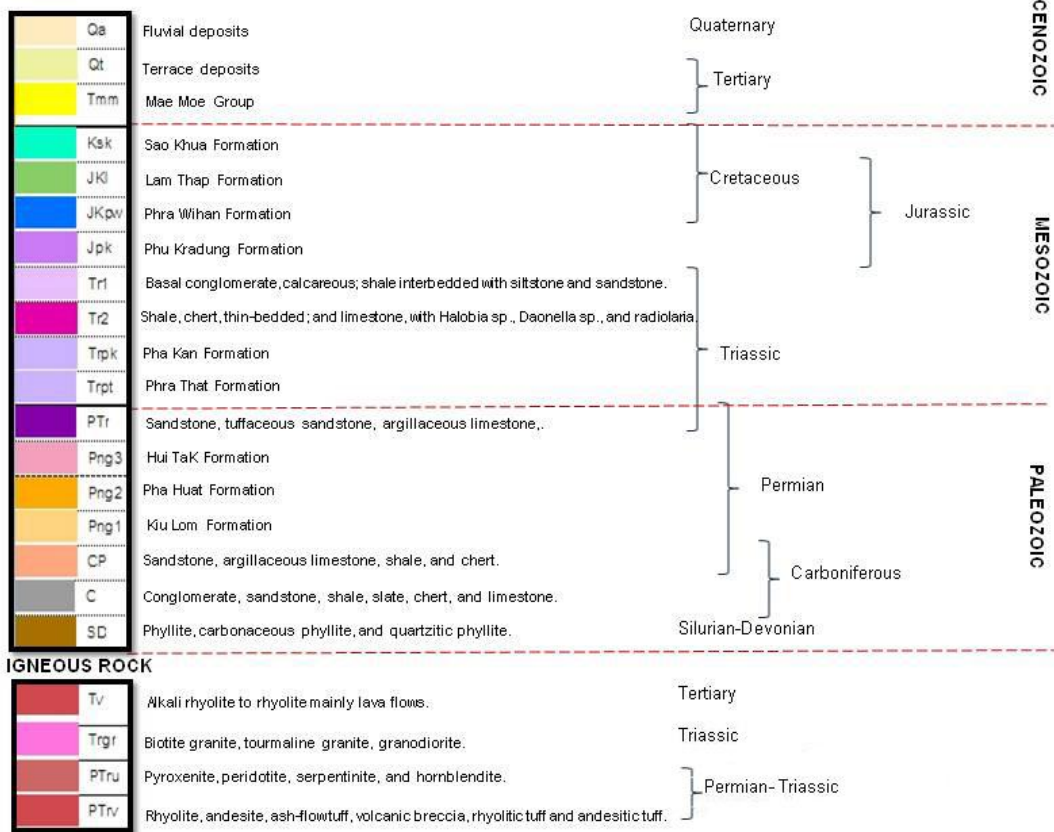 CENOZOIC
Qa Fluvial deposits Quaternary
Qt Terrace deposits
Tertiary
Tmm Mae Moe Group
Ksk Sao Khua Formation
JKl Lam Thap Formation Cretaceous
JKpw Phra Wihan Formation Jurassic
MESOZOIC
Jpk Phu Kradung Formation
Tr1 Basal conglomerate, calcareous; shale interbedded with siltstone and sandstone.
Tr2 Shale, chert, thin-bedded; and limestone, with Halobia sp., Daonella sp., and radiolaria.
Trpk Pha Kan Formation Triassic
Trpt Phra That Formation
PTr Sandstone, tuffaceous sandstone, argillaceous limestone,.
Png3 Hui TaK Formation
Png2 Pha Huat Formation Permian
PALEOZOIC
Png1 Kiu Lom Formation
CP Sandstone, argillaceous limestone, shale, and chert.
Carboniferous
C Conglomerate, sandstone, shale, slate, chert, and limestone.
SD Phyllite, carbonaceous phyllite, and quartzitic phyllite. Silurian-Devonian
IGNEOUS ROCK
Tv Alkali rhyolite to rhyolite mainly lava flows. Tertiary
Trgr Biotite granite, tourmaline granite, granodiorite. Triassic
PTru Pyroxenite, peridotite, serpentinite, and hornblendite.
Permian-Triassic
PTrv Rhyolite, andesite, ash-flowtuff, volcanic breccia, rhyolitic tuff and andesitic tuff.